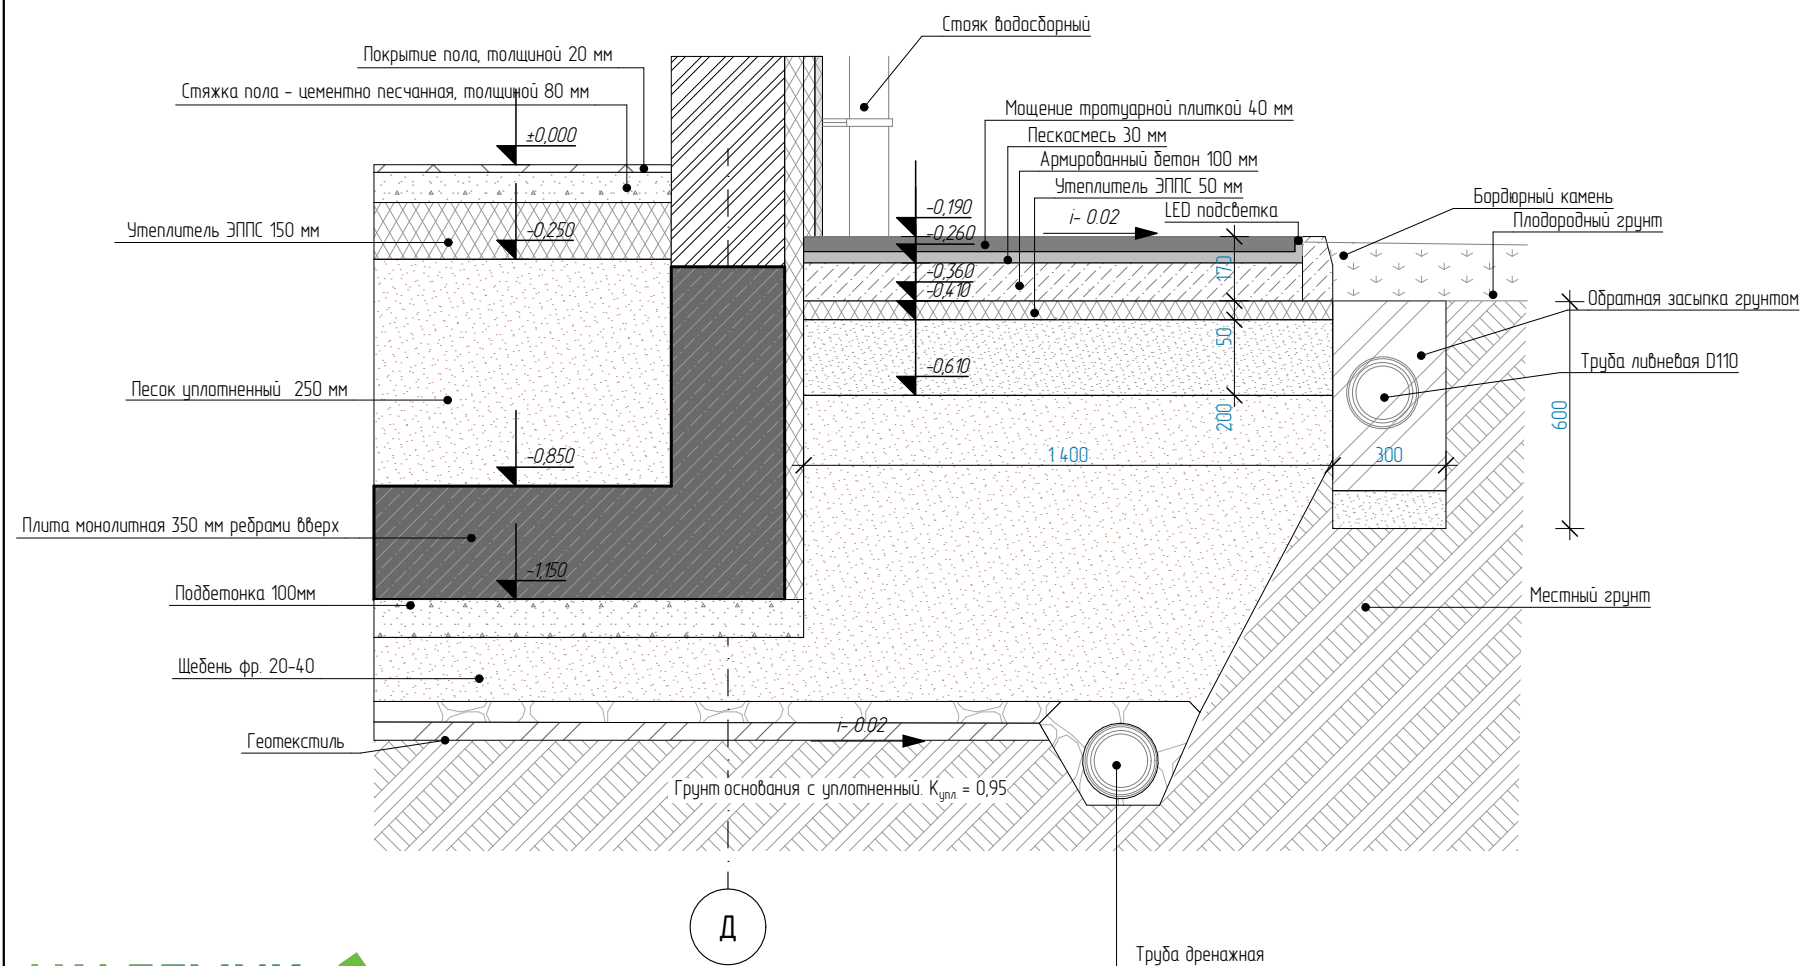 Стояк водосборный
Покрытие пола, толщиной 20 мм
Стяжка пола - цементно песчанная, толщиной 80 мм
Мощение тротуарной плиткой 40 мм
±0,000
Пескосмесь 30 мм
Армированный бетон 100 мм
Утеплитель ЭППС 50 мм
Бордюрный камень
-0,190
i- 0.02
LED подсветка
Плодородный грунт
Утеплитель ЭППС 150 мм
-0,250
-0,260
-0,360
170
-0,410
Обратная засыпка грунтом
50
Песок уплотненный 250 мм
-0,610
Труба ливневая D110
200
600
-0,850
1 400
300
Плита монолитная 350 мм ребрами вверх
-1,150
Подбетонка 100мм
Местный грунт
Щебень фр. 20-40
i- 0.02
Геотекстиль
Грунт основания с уплотненный. Kупл. = 0,95
Д
Труба дренажная